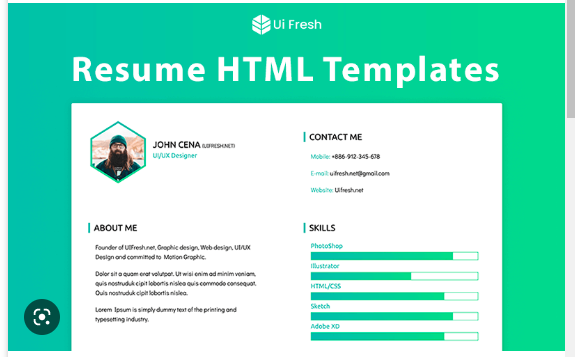 Ui Fresh
Resume HTML Templates
JOHN CENA (UIFRESH.NET)
UI/UX Designer
CONTACT ME
Mobile: +886-912-345-678
E-mail: uifresh.net@gmail.com
Website: Uifresh.net
ABOUT ME
Founder of UIFresh.net, Graphic design, Web design, UI/UX
Design and committed to Motion Graphic.
Dolor sit a quam erat volutpat. Ut wisi enim ad minim veniam,
quis nostruck cipit lobortis nislea quis commodo consequat.
Quis nostruck cipit lobortis nislea.
Lorem Ipsum is simply dummy text of the printing and
typesetting industry.
SKILLS
PhotoShop
Illustrator
HTML/CSS
Sketch
Adobe XD